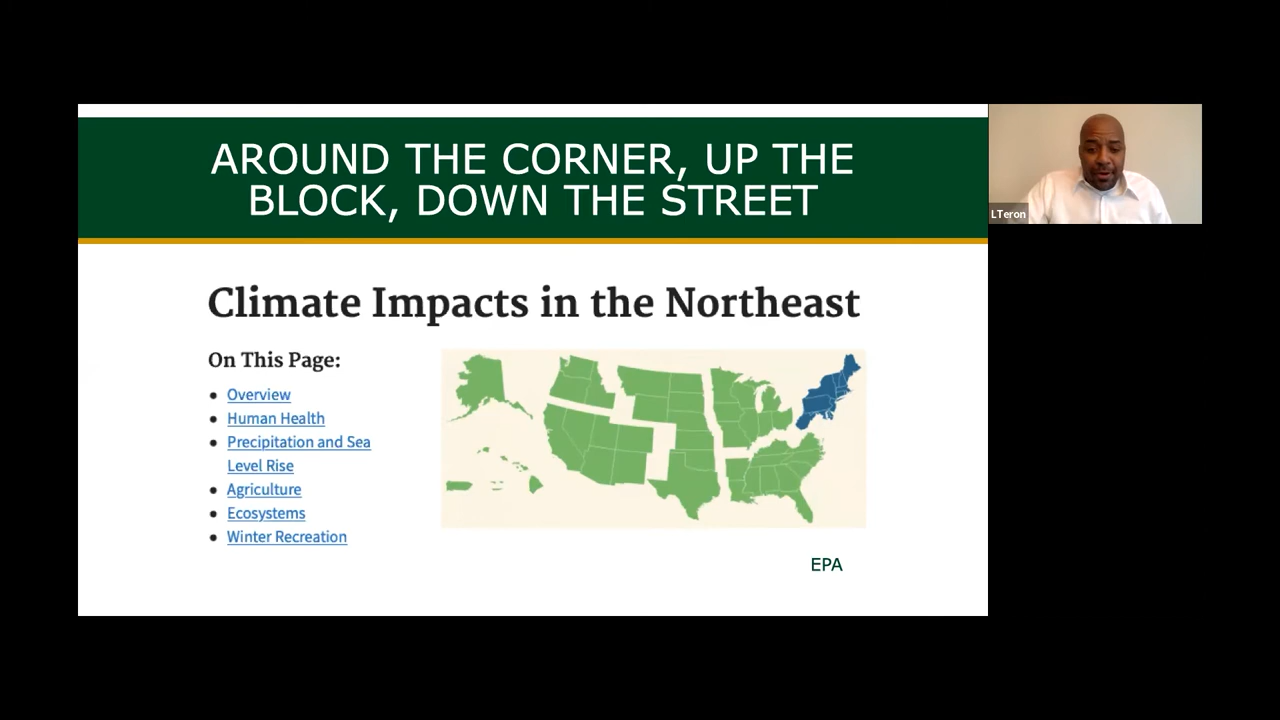 AROUND THE CORNER, UP THE
BLOCK, DOWN THE STREET
Climate Impacts in the Northeast
On This Page:
Overview
Human Health
Precipitation and Sea
Level Rise
Agriculture
Ecosystems
Winter Recreation
EPA
LTeron